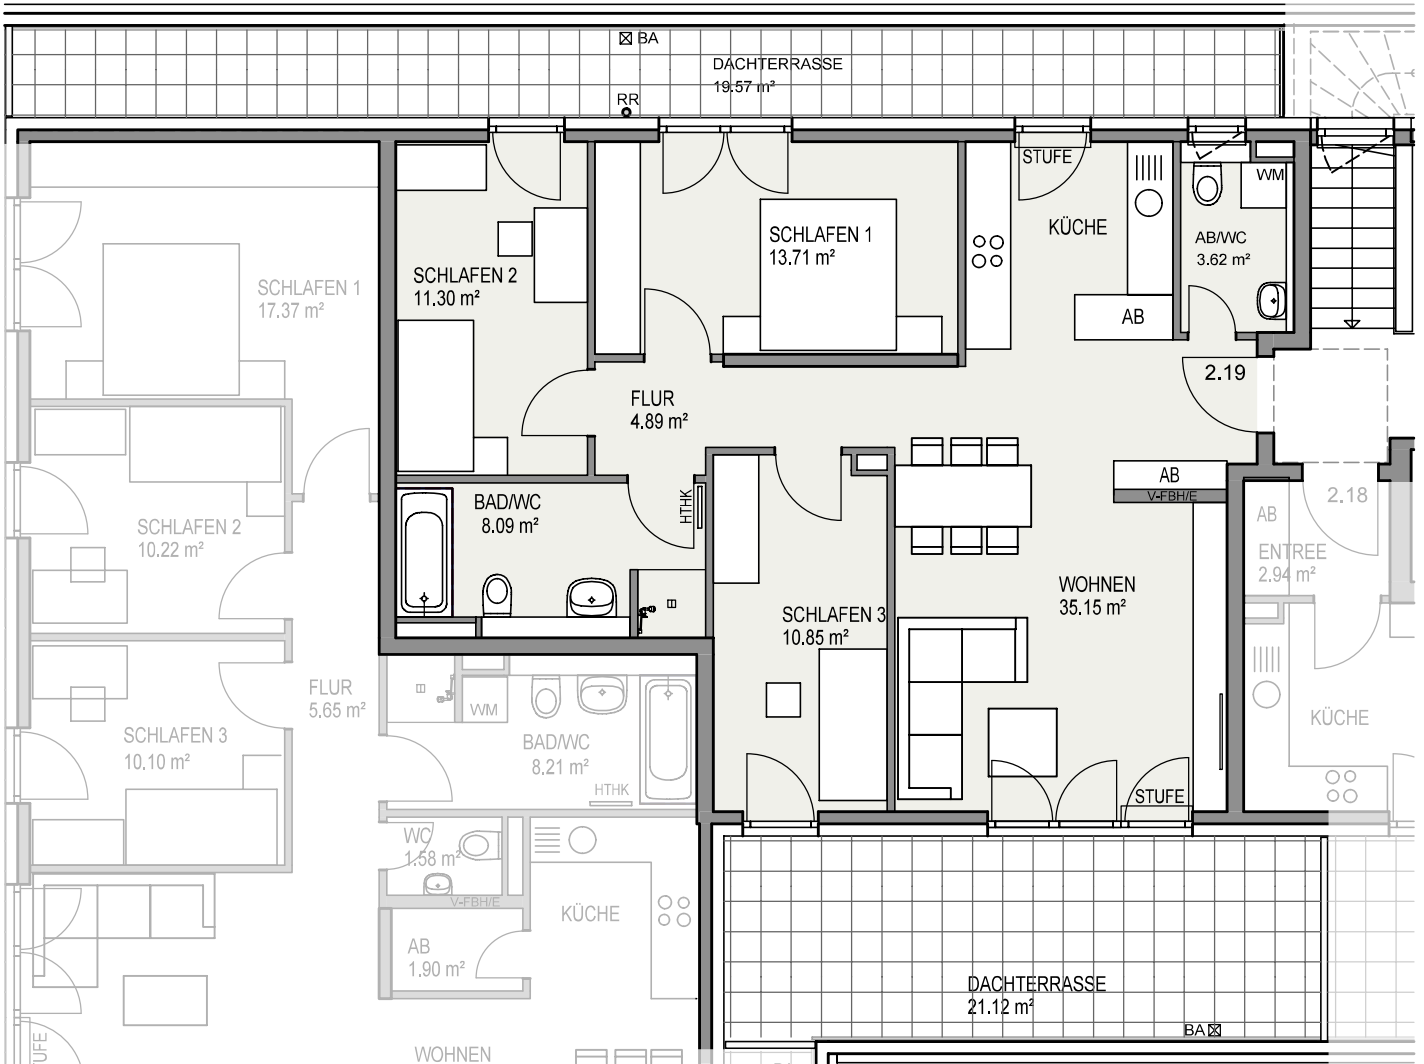 BA
DACHTERRASSE
19.57 m²
RR
STUFE
WM
KÜCHE
AB/WC
3.62 m²
SCHLAFEN 1
13.71 m²
SCHLAFEN 2
11.30 m²
SCHLAFEN 1
17.37 m²
AB
2.19
FLUR
4.89 m²
AB
V-FBH/E
BAD/WC
8.09 m²
HTHK
2.18
AB
ENTREE
2.94 m²
SCHLAFEN 2
10.22 m²
WOHNEN
35.15 m²
SCHLAFEN 3
10.85 m²
FLUR
5.65 m²
WM
BAD/WC
8.21 m²
HTHK
KÜCHE
SCHLAFEN 3
10.10 m²
STUFE
WC
1.58 m²
V-FBH/E
KÜCHE
AB
1.90 m²
DACHTERRASSE
21.12 m²
BA
WOHNEN